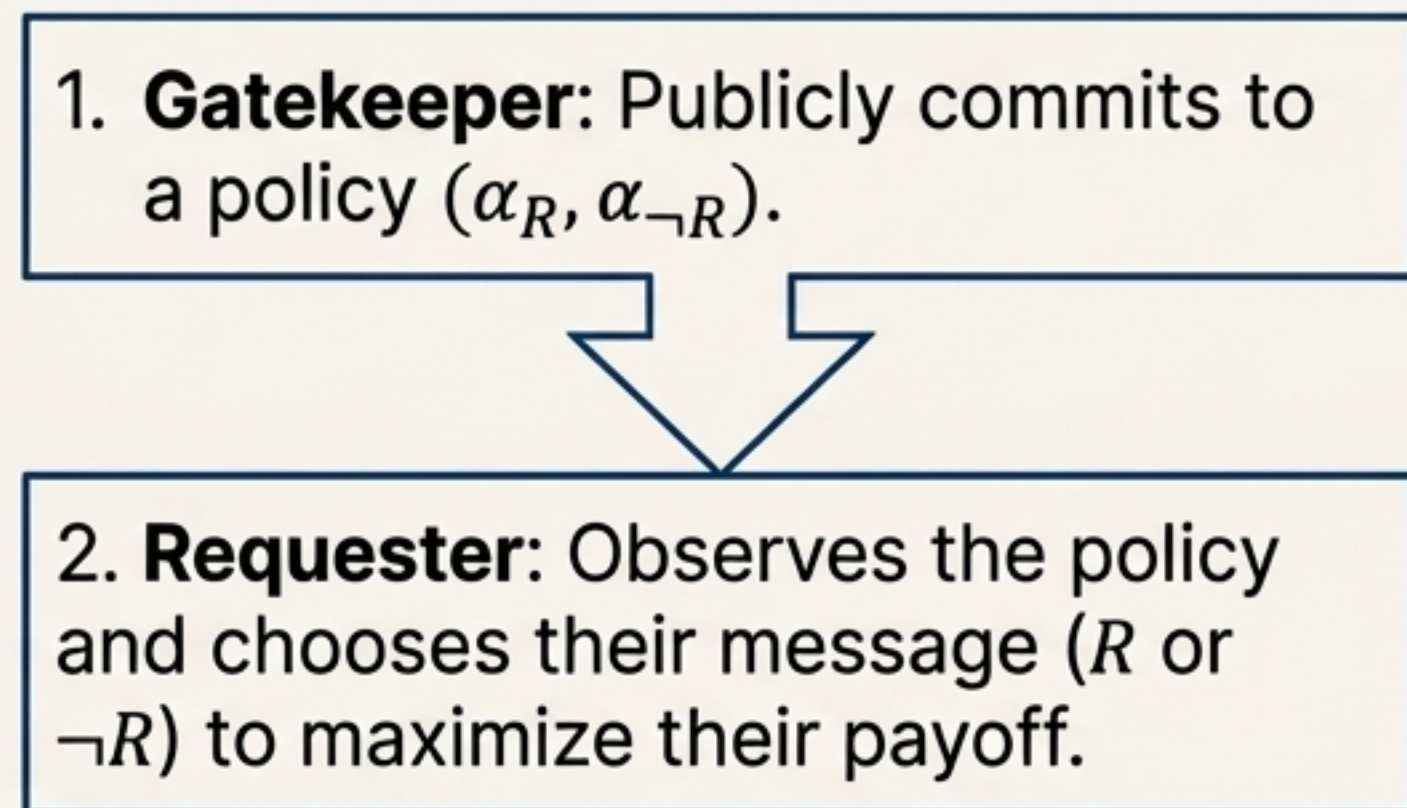 1. Gatekeeper: Publicly commits to
a policy (α_R, α_¬R).
2. Requester: Observes the policy
and chooses their message (R or
¬R) to maximize their payoff.